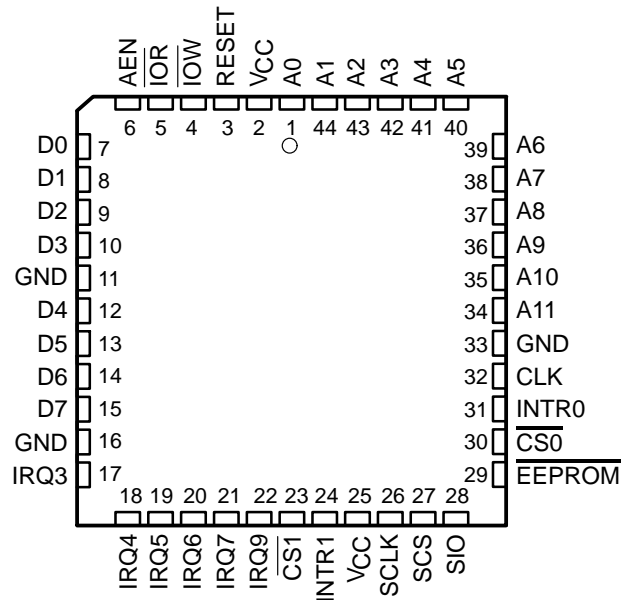 AEN
IOR
IOW
RESET
VCC
A0
A1
A2
A3
A4
A5
6 5 4 3 2 1 44 43 42 41 40
D0 7 39 A6
D1 8 38 A7
D2 9 37 A8
D3 10 36 A9
GND 11 35 A10
D4 12 34 A11
D5 13 33 GND
D6 14 32 CLK
D7 15 31 INTR0
GND 16 30 CS0
IRQ3 17 29 EEPROM
18 19 20 21 22 23 24 25 26 27 28
IRQ4
IRQ5
IRQ6
IRQ7
IRQ9
CS1
INTR1
VCC
SCLK
SCS
SIO